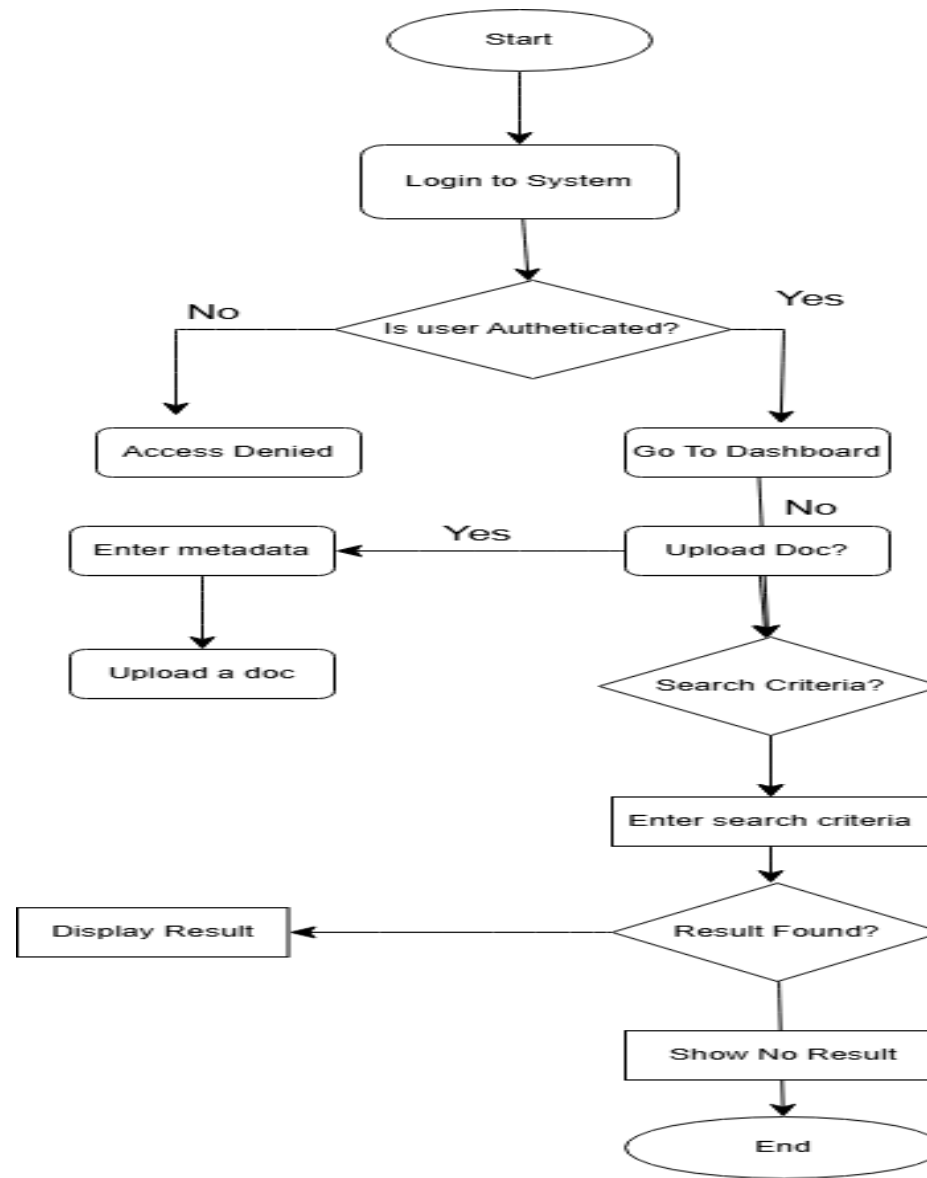 Start
Login to System
No
Yes
Is user Autheticated?
Access Denied
Go To Dashboard
No
Yes
Enter metadata
Upload Doc?
Upload a doc
Search Criteria?
Enter search criteria
Display Result
Result Found?
Show No Result
End